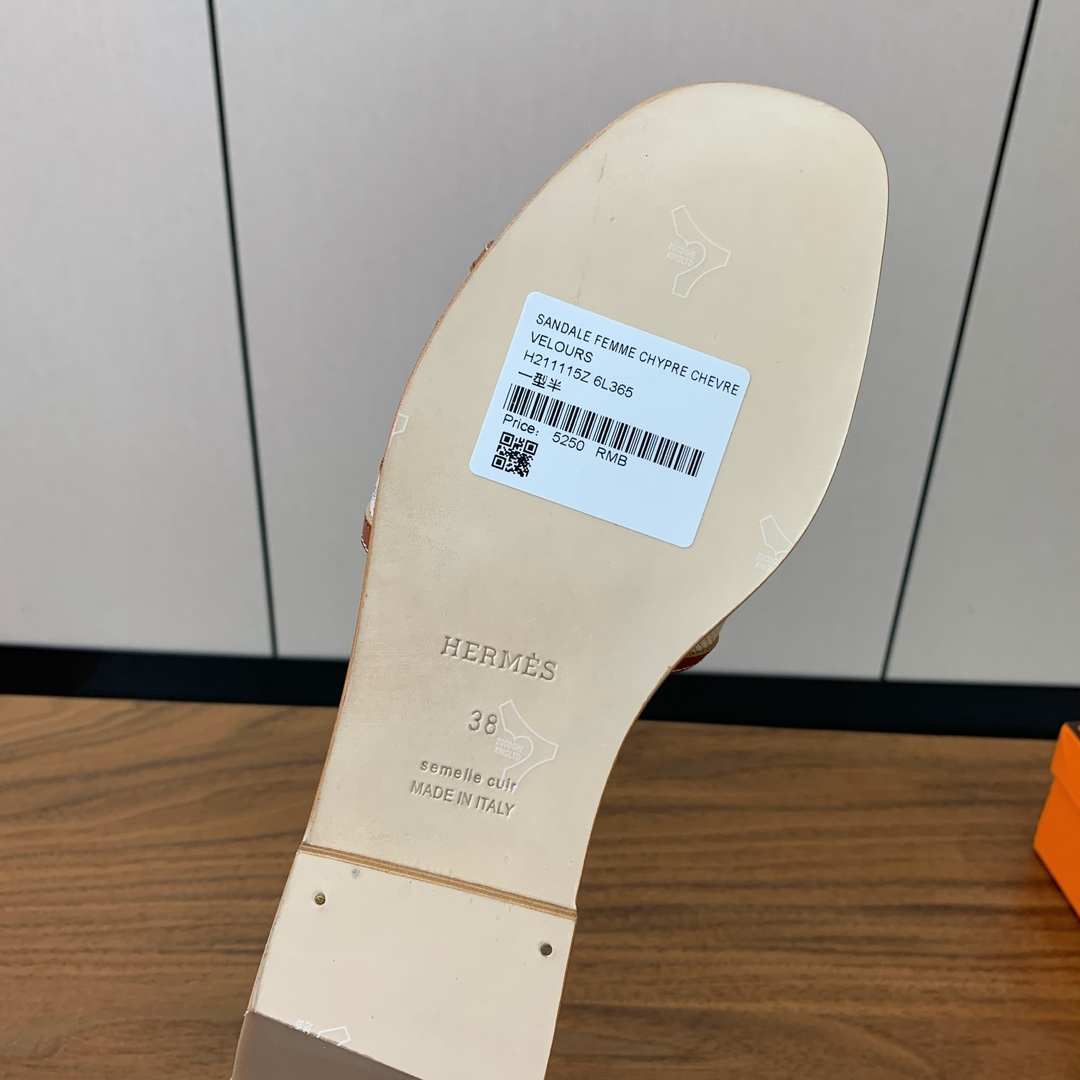 SANDALE FEMME CHYPRE CHEVRE
VELOURS
H211115Z 6L365
一型半
Price: 5250 RMB
HERMÈS
38
semelle cuir
MADE IN ITALY